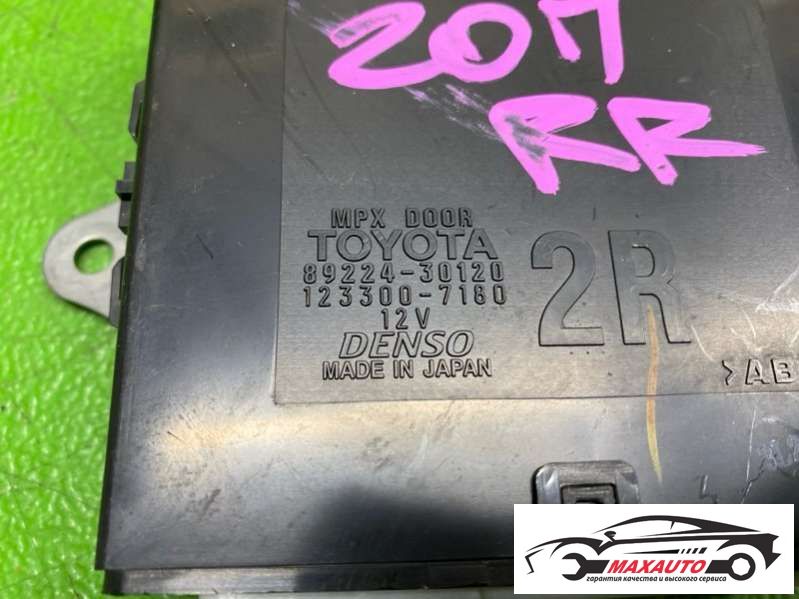 207
RR
MPX DOOR
TOYOTA
89224-30120
123300-7180
12V
DENSO
MADE IN JAPAN
2R
>AB
MAXAUTO
гарантия качества и высокого сервиса